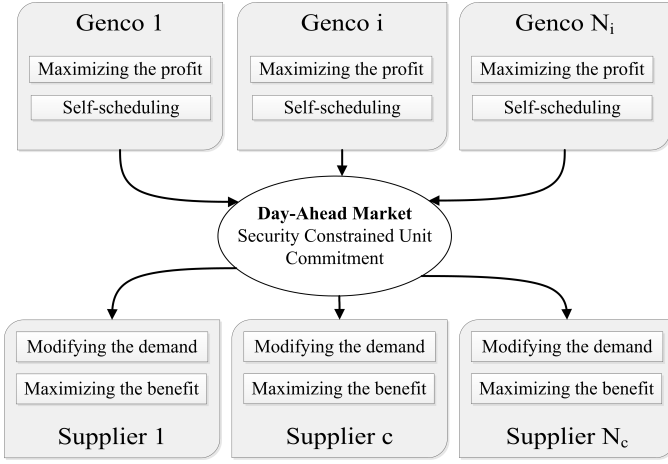 Genco 1
Maximizing the profit
Self-scheduling
Genco i
Maximizing the profit
Self-scheduling
Genco Nᵢ
Maximizing the profit
Self-scheduling
Day-Ahead Market
Security Constrained Unit
Commitment
Modifying the demand
Maximizing the benefit
Supplier 1
Modifying the demand
Maximizing the benefit
Supplier c
Modifying the demand
Maximizing the benefit
Supplier N_c